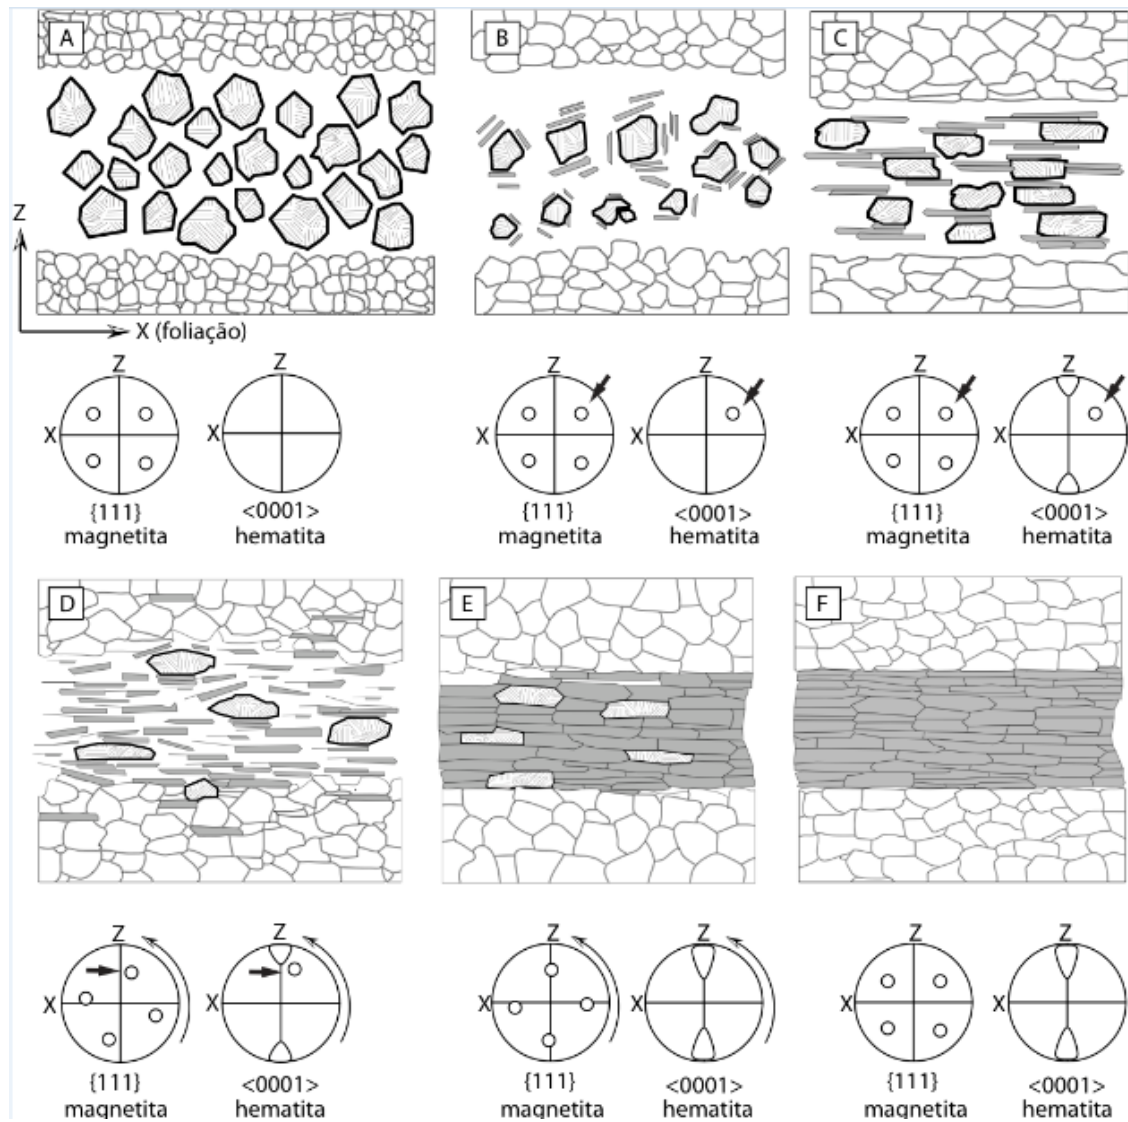 A
B
C
Z
X (foliação)
Z
X
{111}
magnetita
X
<0001>
hematita
Z
X
{111}
magnetita
Z
X
<0001>
hematita
Z
X
{111}
magnetita
Z
X
<0001>
hematita
D
E
F
Z
X
{111}
magnetita
Z
X
<0001>
hematita
Z
X
{111}
magnetita
Z
X
<0001>
hematita
Z
X
{111}
magnetita
Z
X
<0001>
hematita